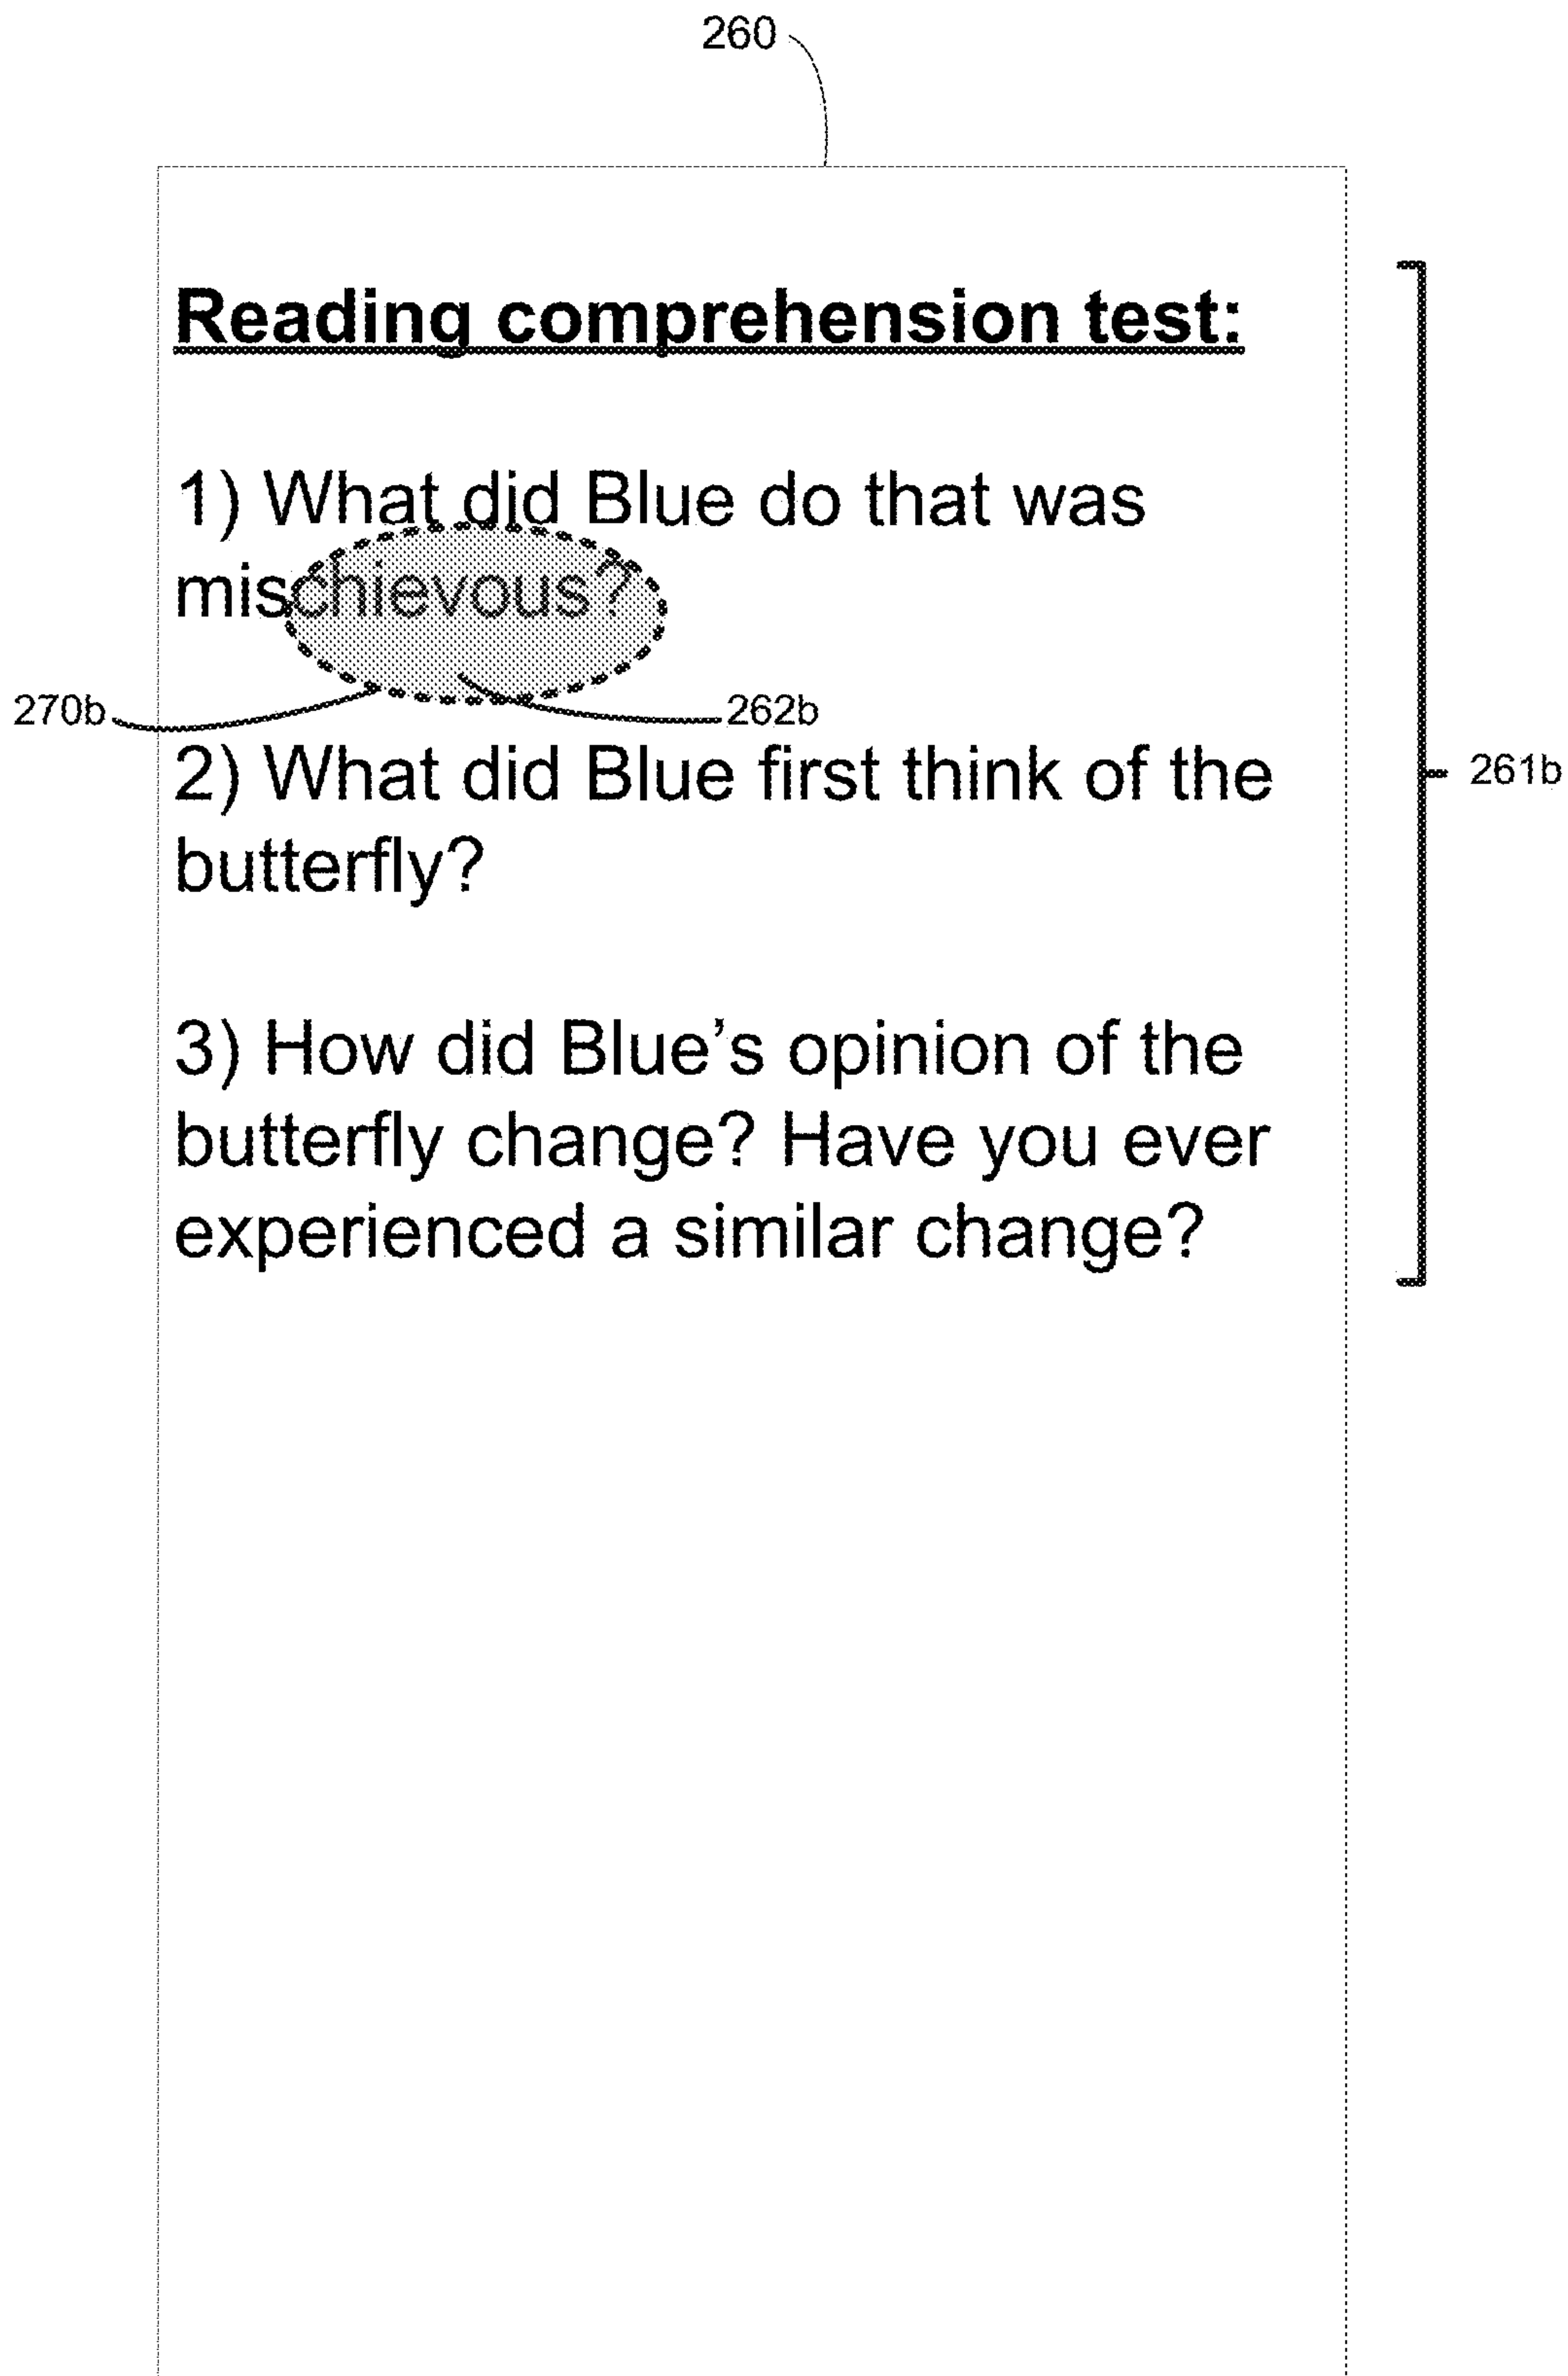 260
Reading comprehension test:
1) What did Blue do that was
mischievous?
270b
262b
2) What did Blue first think of the
261b
butterfly?
3) How did Blue’s opinion of the
butterfly change? Have you ever
experienced a similar change?